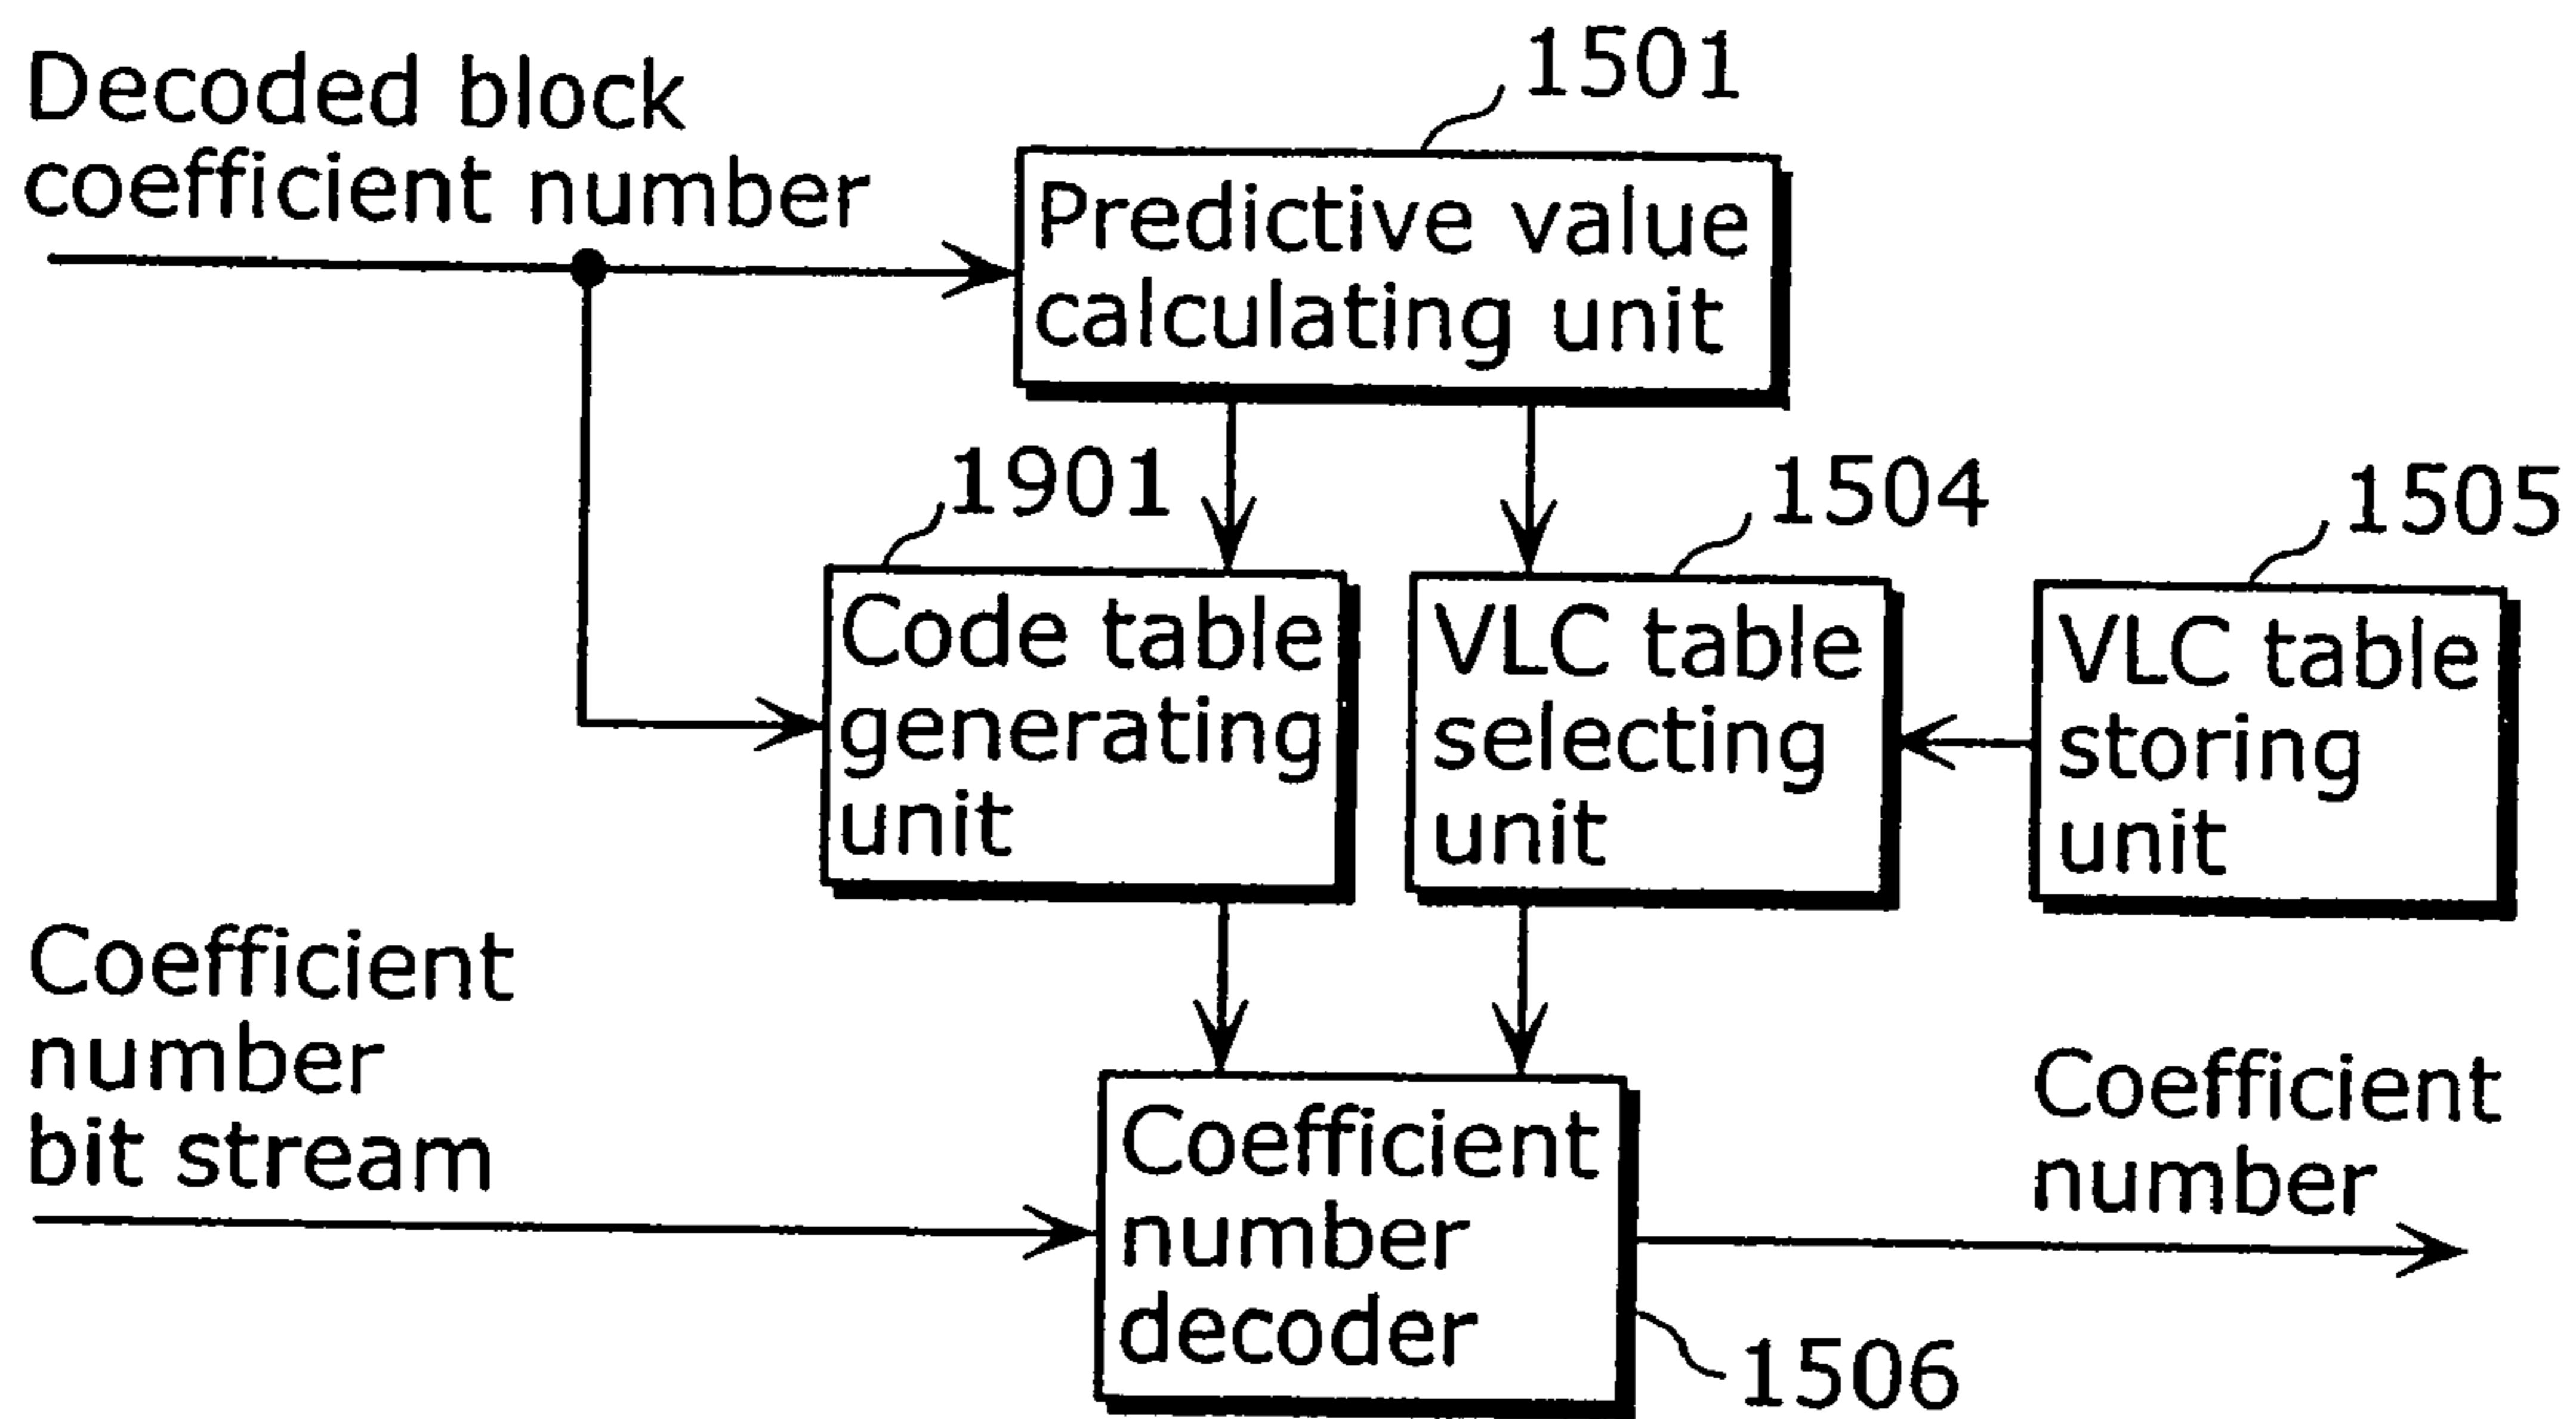 1501
Decoded block
coefficient number
Predictive value
calculating unit
1901
1504
1505
Code table
generating
unit
VLC table
selecting
unit
VLC table
storing
unit
Coefficient
number
bit stream
Coefficient
number
decoder
Coefficient
number
1506